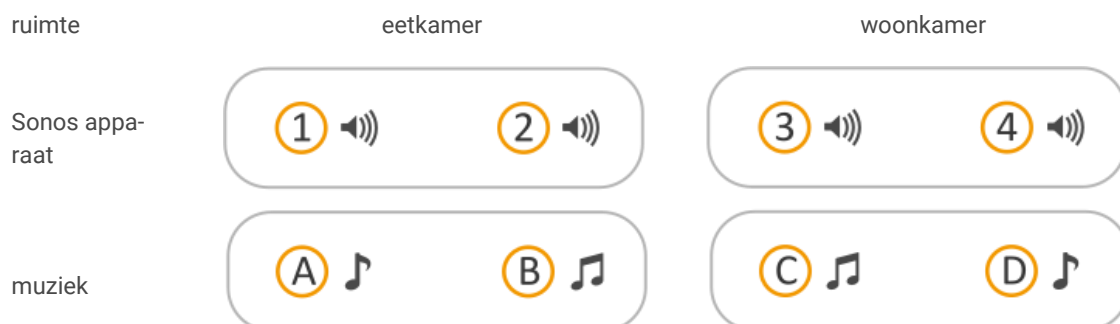 ruimte eetkamer woonkamer
Sonos appa-
raat
1 2 3 4
muziek
A B C D